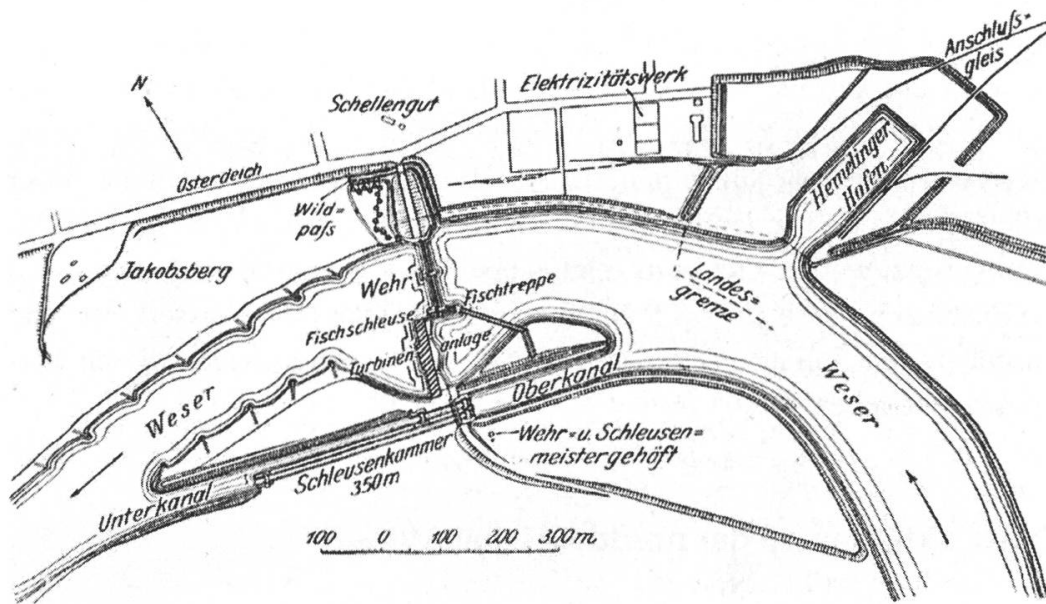 Anschluſs=
gleis
N
Elektrizitätswerk
Schellengut
Osterdeich
Hemelinger
Hafen
Wild=
paſs
Jakobsberg
Wehr
Fischtreppe
Landes=
grenze
Fischschleuse
Turbinen
anlage
Oberkanal
Weser
Weser
Wehr=u. Schleusen=
meistergehöft
Schleusenkammer
350m
Unterkanal
100 0 100 200 300m.